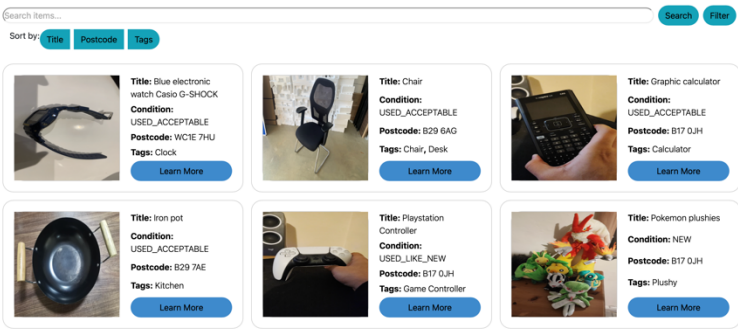 Search items...
Search
Filter
Sort by:
Title
Postcode
Tags
Title: Blue electronic
watch Casio G-SHOCK
Condition:
USED_ACCEPTABLE
Postcode: WC1E 7HU
Tags: Clock
Learn More
Title: Chair
Condition:
USED_ACCEPTABLE
Postcode: B29 6AG
Tags: Chair, Desk
Learn More
Title: Graphic calculator
Condition:
USED_ACCEPTABLE
Postcode: B17 0JH
Tags: Calculator
Learn More
Title: Iron pot
Condition:
USED_ACCEPTABLE
Postcode: B29 7AE
Tags: Kitchen
Learn More
Title: Playstation
Controller
Condition:
USED_LIKE_NEW
Postcode: B17 0JH
Tags: Game Controller
Learn More
Title: Pokemon plushies
Condition: NEW
Postcode: B17 0JH
Tags: Plushy
Learn More